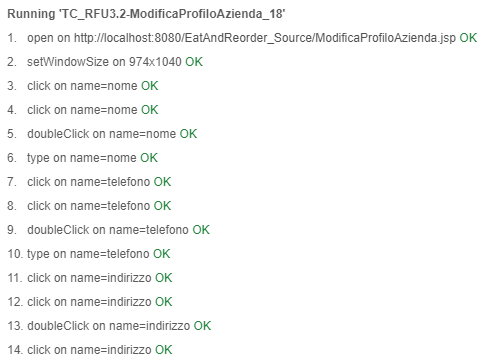 Running 'TC_RFU3.2-ModificaProfiloAzienda_18'
1. open on http://localhost:8080/EatAndReorder_Source/ModificaProfiloAzienda.jsp OK
2. setWindowSize on 974x1040 OK
3. click on name=nome OK
4. click on name=nome OK
5. doubleClick on name=nome OK
6. type on name=nome OK
7. click on name=telefono OK
8. click on name=telefono OK
9. doubleClick on name=telefono OK
10. type on name=telefono OK
11. click on name=indirizzo OK
12. click on name=indirizzo OK
13. doubleClick on name=indirizzo OK
14. click on name=indirizzo OK